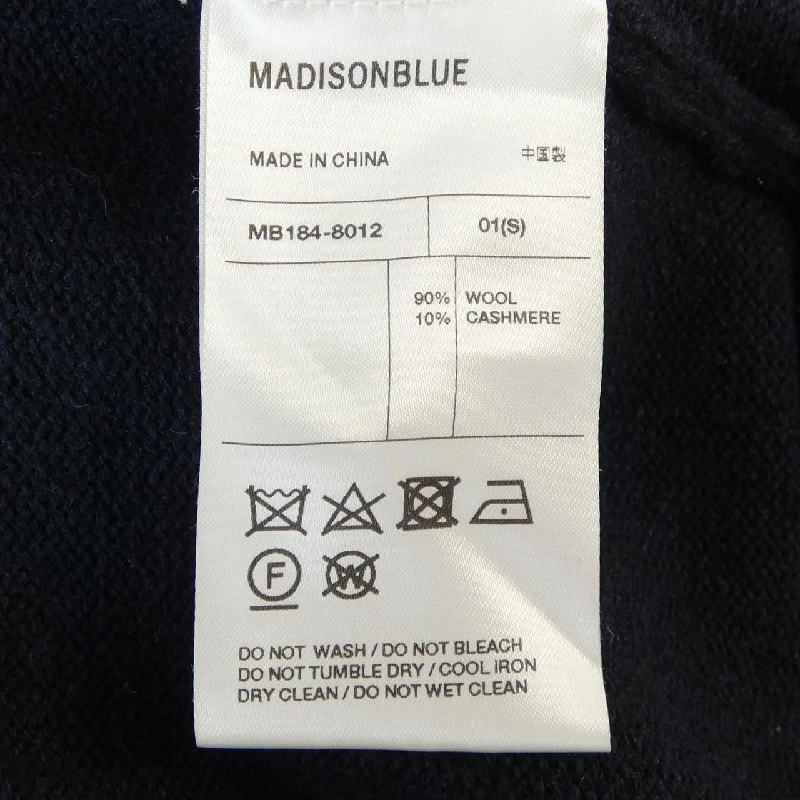 MADISONBLUE
MADE IN CHINA 中国製
MB184-8012 01(S)
90% WOOL
10% CASHMERE
F W
DO NOT WASH / DO NOT BLEACH
DO NOT TUMBLE DRY / COOL IRON
DRY CLEAN / DO NOT WET CLEAN